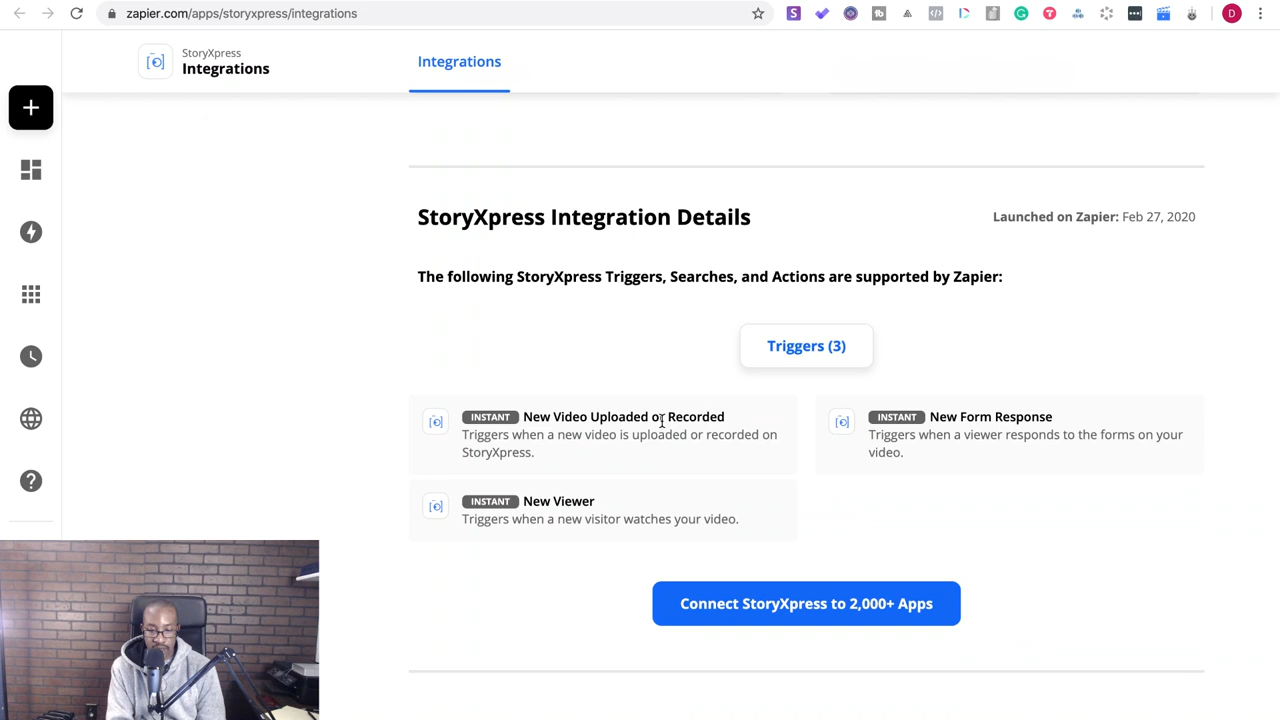 zapier.com/apps/storyxpress/integrations
D
StoryXpress
Integrations
Integrations
StoryXpress Integration Details
Launched on Zapier: Feb 27, 2020
The following StoryXpress Triggers, Searches, and Actions are supported by Zapier:
Triggers (3)
INSTANT New Video Uploaded or Recorded
Triggers when a new video is uploaded or recorded on
StoryXpress.
INSTANT New Form Response
Triggers when a viewer responds to the forms on your
video.
INSTANT New Viewer
Triggers when a new visitor watches your video.
Connect StoryXpress to 2,000+ Apps